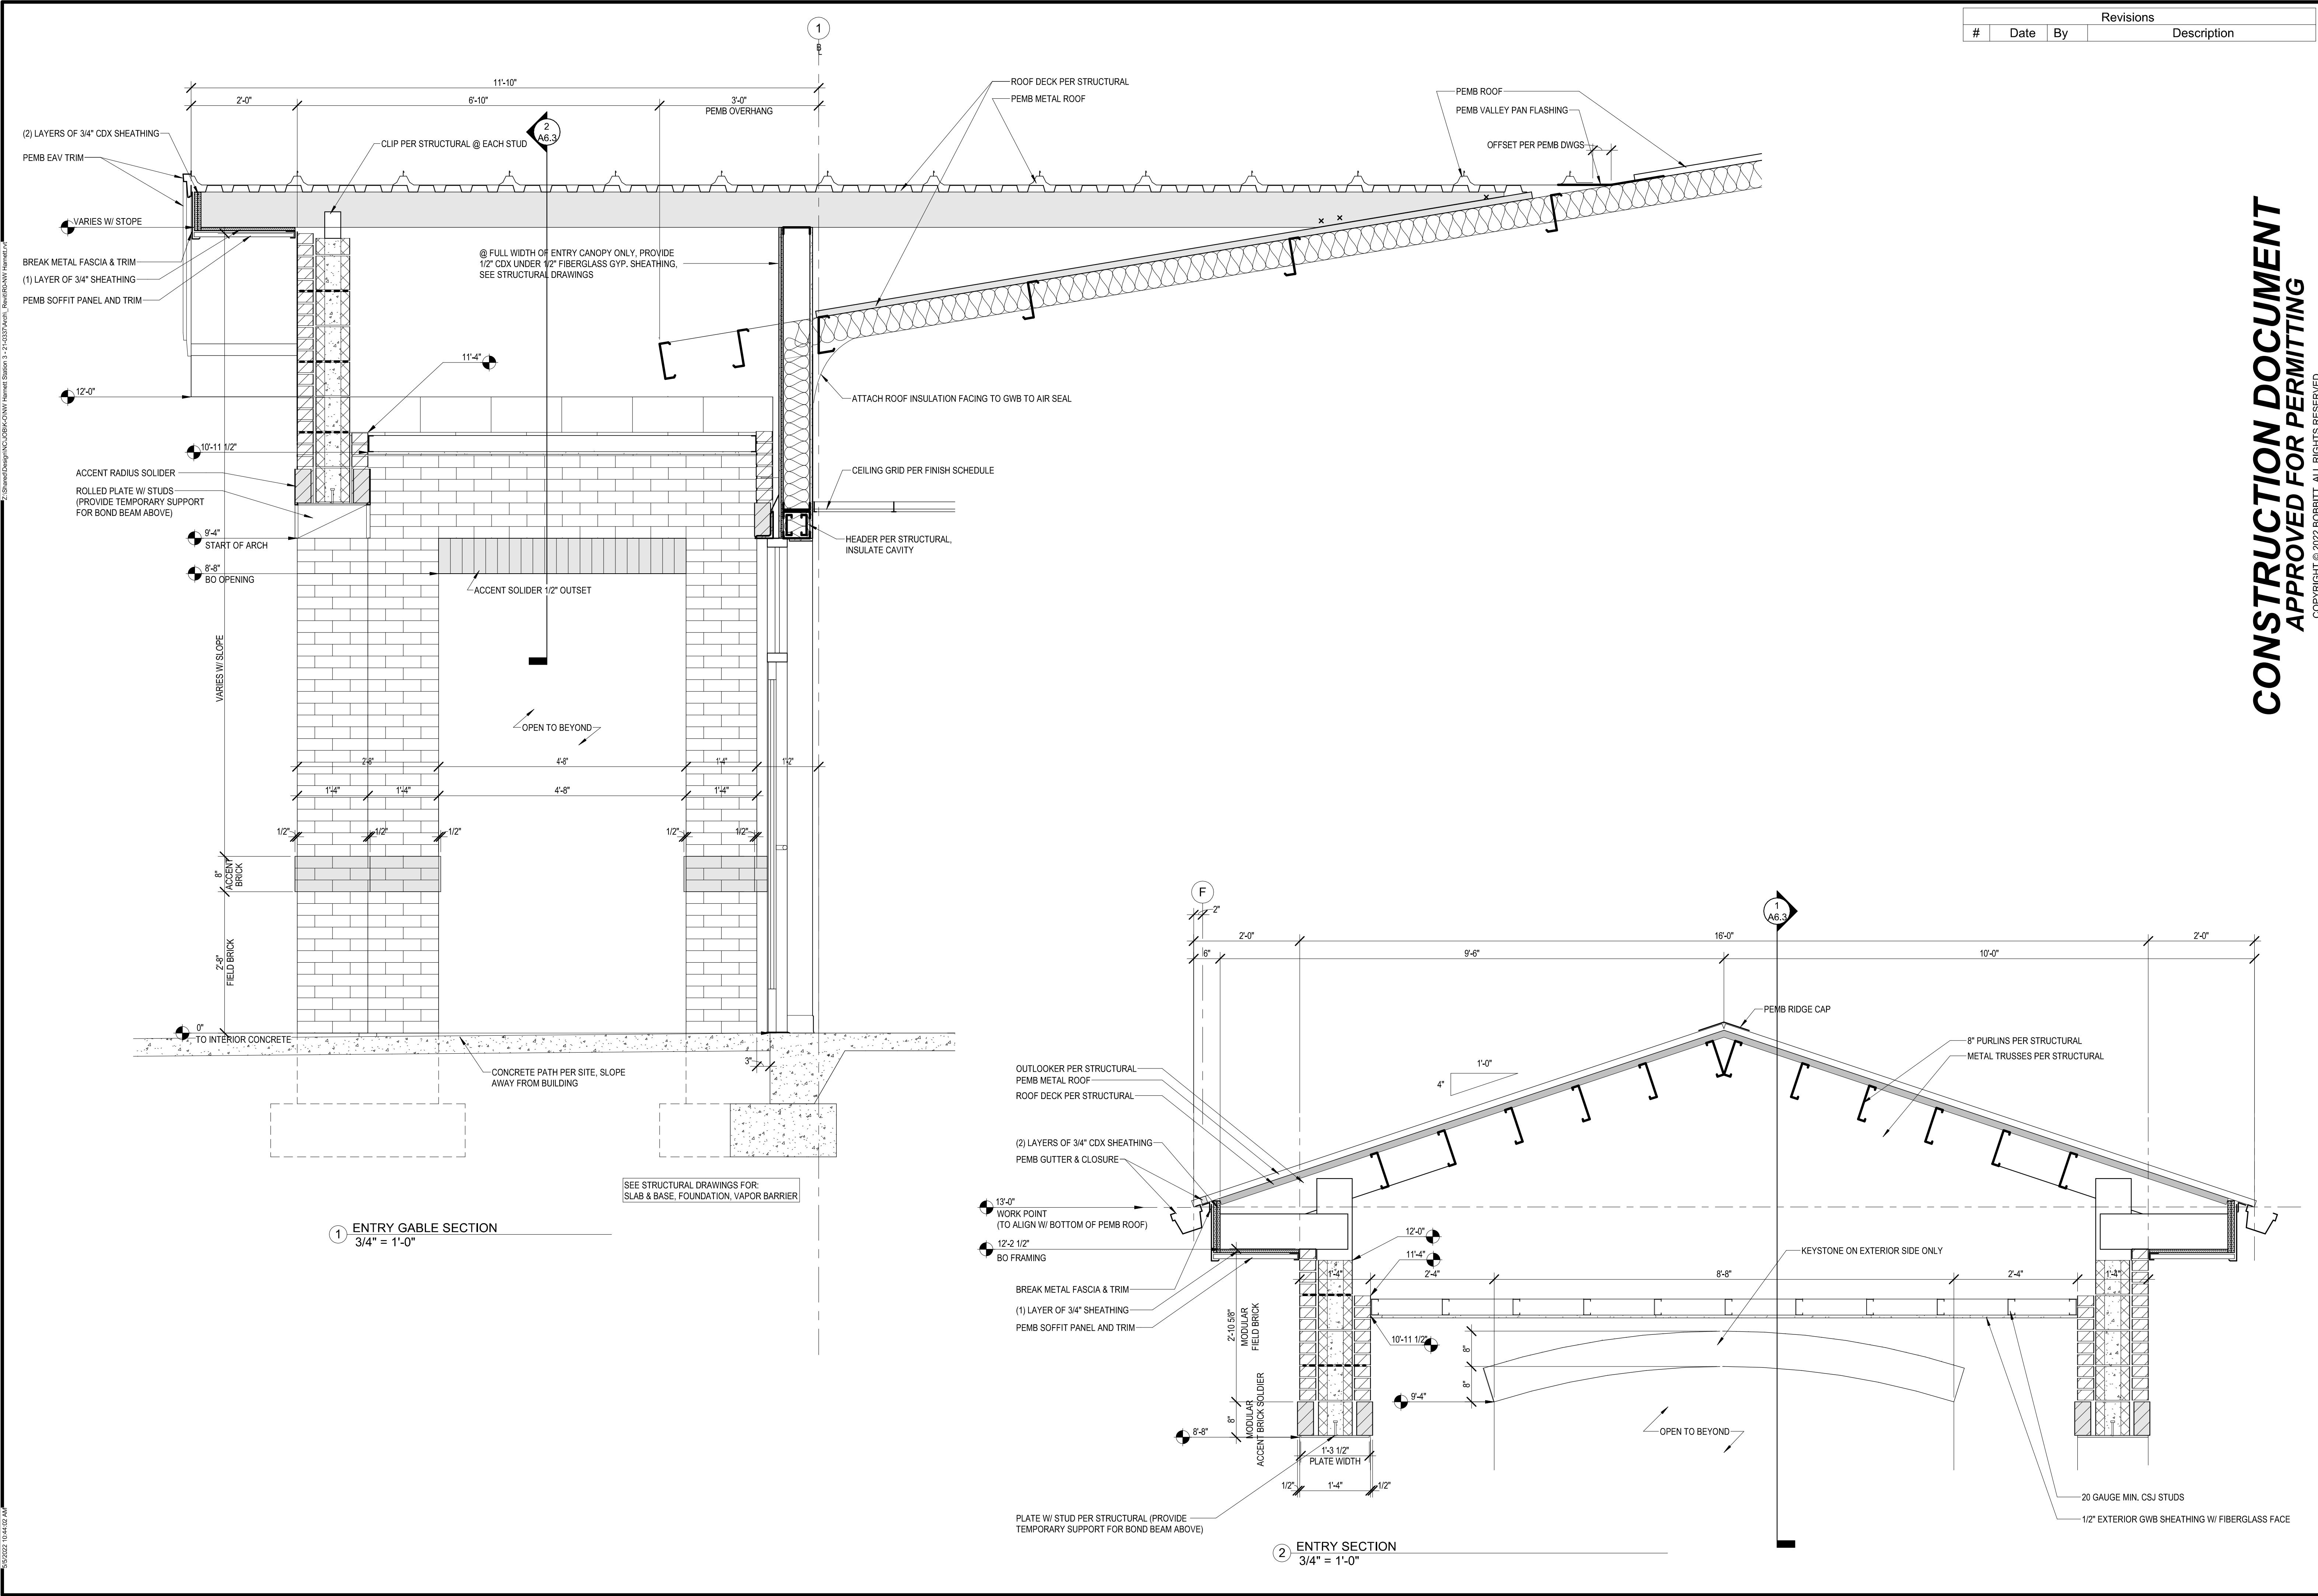 Revisions
# Date By Description
1
B
11'-10"
2'-0" 6'-10" 3'-0"
PEMB OVERHANG
2
A6.3
ROOF DECK PER STRUCTURAL
PEMB METAL ROOF
PEMB ROOF
PEMB VALLEY PAN FLASHING
OFFSET PER PEMB DWGS
(2) LAYERS OF 3/4" CDX SHEATHING
PEMB EAV TRIM
CLIP PER STRUCTURAL @ EACH STUD
VARIES W/ STOPE
BREAK METAL FASCIA & TRIM
(1) LAYER OF 3/4" SHEATHING
PEMB SOFFIT PANEL AND TRIM
@ FULL WIDTH OF ENTRY CANOPY ONLY, PROVIDE
1/2" CDX UNDER 1/2" FIBERGLASS GYP. SHEATHING,
SEE STRUCTURAL DRAWINGS
11'-4"
12'-0"
ATTACH ROOF INSULATION FACING TO GWB TO AIR SEAL
10'-11 1/2"
CEILING GRID PER FINISH SCHEDULE
ACCENT RADIUS SOLIDER
ROLLED PLATE W/ STUDS
(PROVIDE TEMPORARY SUPPORT
FOR BOND BEAM ABOVE)
9'-4"
START OF ARCH
8'-8"
BO OPENING
HEADER PER STRUCTURAL,
INSULATE CAVITY
ACCENT SOLIDER 1/2" OUTSET
VARIES W/ SLOPE
OPEN TO BEYOND
2'-8" 4'-8" 1'-4" 1'-2"
1'-4" 1'-4" 4'-8" 1'-4"
1/2" 1/2" 1/2" 1/2" 1/2"
8"
ACCENT
BRICK
2'-8"
FIELD BRICK
0"
TO INTERIOR CONCRETE
3"
CONCRETE PATH PER SITE, SLOPE
AWAY FROM BUILDING
SEE STRUCTURAL DRAWINGS FOR:
SLAB & BASE, FOUNDATION, VAPOR BARRIER
1 ENTRY GABLE SECTION
3/4" = 1'-0"
F
2"
1
A6.3
2'-0" 16'-0" 2'-0"
6" 9'-6" 10'-0"
PEMB RIDGE CAP
8" PURLINS PER STRUCTURAL
METAL TRUSSES PER STRUCTURAL
1'-0"
4"
OUTLOOKER PER STRUCTURAL
PEMB METAL ROOF
ROOF DECK PER STRUCTURAL
(2) LAYERS OF 3/4" CDX SHEATHING
PEMB GUTTER & CLOSURE
13'-0"
WORK POINT
(TO ALIGN W/ BOTTOM OF PEMB ROOF)
12'-2 1/2"
BO FRAMING
12'-0"
11'-4"
KEYSTONE ON EXTERIOR SIDE ONLY
1'-4" 2'-4" 8'-8" 2'-4" 1'-4"
BREAK METAL FASCIA & TRIM
(1) LAYER OF 3/4" SHEATHING
PEMB SOFFIT PANEL AND TRIM
2'-10 5/8"
MODULAR
FIELD BRICK
10'-11 1/2"
8"
8"
9'-4"
8"
MODULAR
ACCENT BRICK SOLDIER
8'-8"
OPEN TO BEYOND
1'-3 1/2"
PLATE WIDTH
1/2" 1'-4" 1/2"
20 GAUGE MIN. CSJ STUDS
1/2" EXTERIOR GWB SHEATHING W/ FIBERGLASS FACE
PLATE W/ STUD PER STRUCTURAL (PROVIDE
TEMPORARY SUPPORT FOR BOND BEAM ABOVE)
2 ENTRY SECTION
3/4" = 1'-0"
CONSTRUCTION DOCUMENT
APPROVED FOR PERMITTING
COPYRIGHT © 2022 BOBBITT. ALL RIGHTS RESERVED
5/5/2022 10:44:02 AM